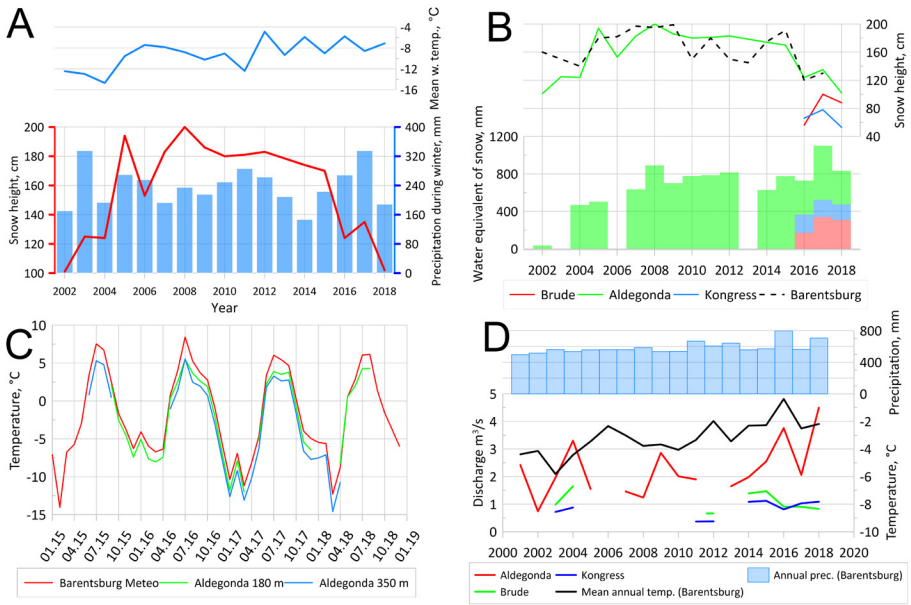 A
-4
-8
-12
-16
Mean w. temp., °C
200
180
160
140
120
100
Snow height, cm
400
320
240
160
80
0
Precipitation during winter, mm
2002 2004 2006 2008 2010 2012 2014 2016 2018
Year
B
200
160
120
80
40
Snow height, cm
1200
800
400
0
Water equivalent of snow, mm
2002 2004 2006 2008 2010 2012 2014 2016 2018
Brude Aldegonda Kongress Barentsburg
C
10
5
0
-5
-10
-15
Temperature, °C
01.15 04.15 07.15 10.15 01.16 04.16 07.16 10.16 01.17 04.17 07.17 10.17 01.18 04.18 07.18 10.18 01.19
Barentsburg Meteo Aldegonda 180 m Aldegonda 350 m
D
800
400
0
Precipitation, mm
5
4
3
2
1
0
Discharge m³/s
-2
-4
-6
-8
-10
Temperature, °C
2000 2002 2004 2006 2008 2010 2012 2014 2016 2018 2020
Aldegonda Kongress Annual prec. (Barentsburg)
Brude Mean annual temp. (Barentsburg)